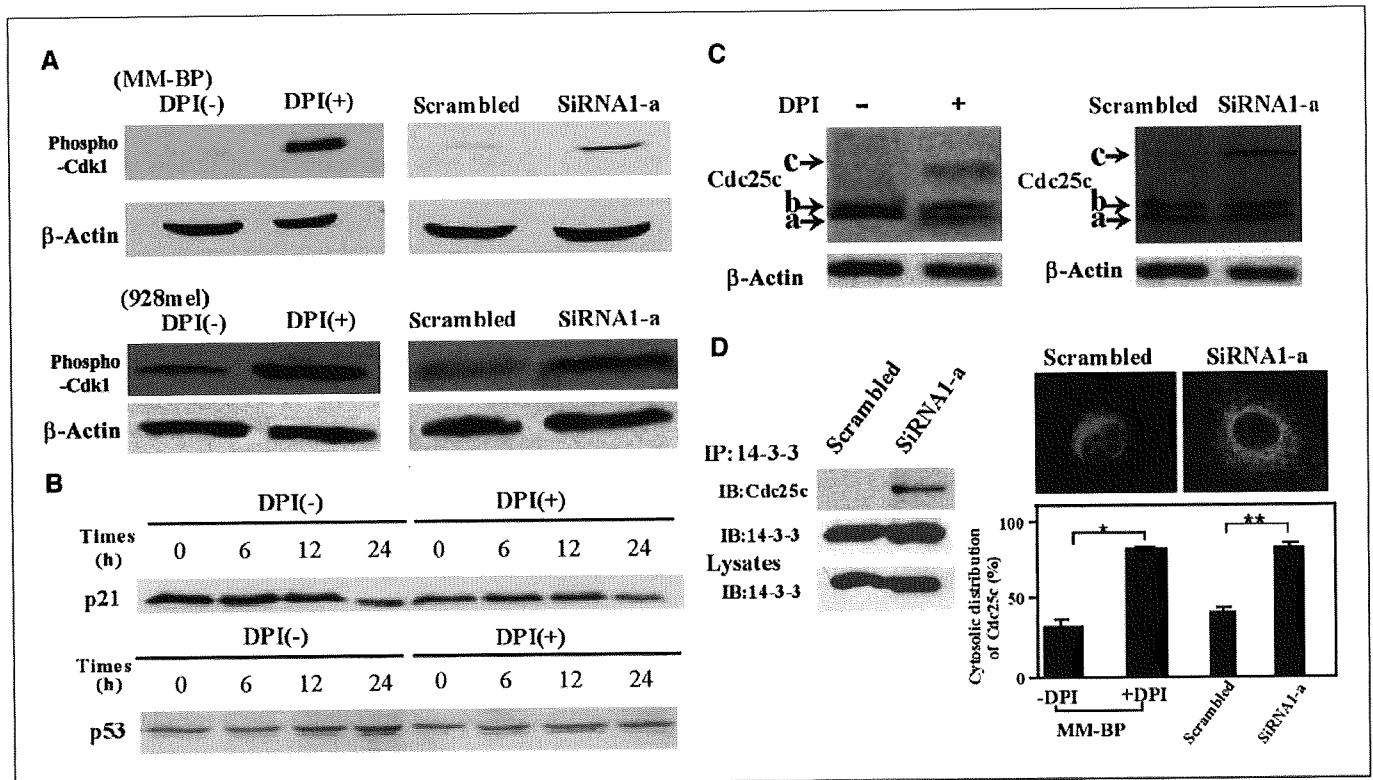 A
(MM-BP)
DPI(-) DPI(+) Scrambled SiRNA1-a
Phospho
-Cdk1
β-Actin
(928mel)
DPI(-) DPI(+) Scrambled SiRNA1-a
Phospho
-Cdk1
β-Actin
B
DPI(-) DPI(+)
Times
(h) 0 6 12 24 0 6 12 24
p21
DPI(-) DPI(+)
Times
(h) 0 6 12 24 0 6 12 24
p53
C
DPI - + Scrambled SiRNA1-a
c→ c→
Cdc25c Cdc25c
b→ b→
a→ a→
β-Actin β-Actin
D
Scrambled SiRNA1-a
IP:14-3-3
IB:Cdc25c
IB:14-3-3
Lysates
IB:14-3-3
Scrambled SiRNA1-a
Cytosolic distribution
of Cdc25c (%)
100
50
0
* **
-DPI +DPI Scrambled SiRNA1-a
MM-BP